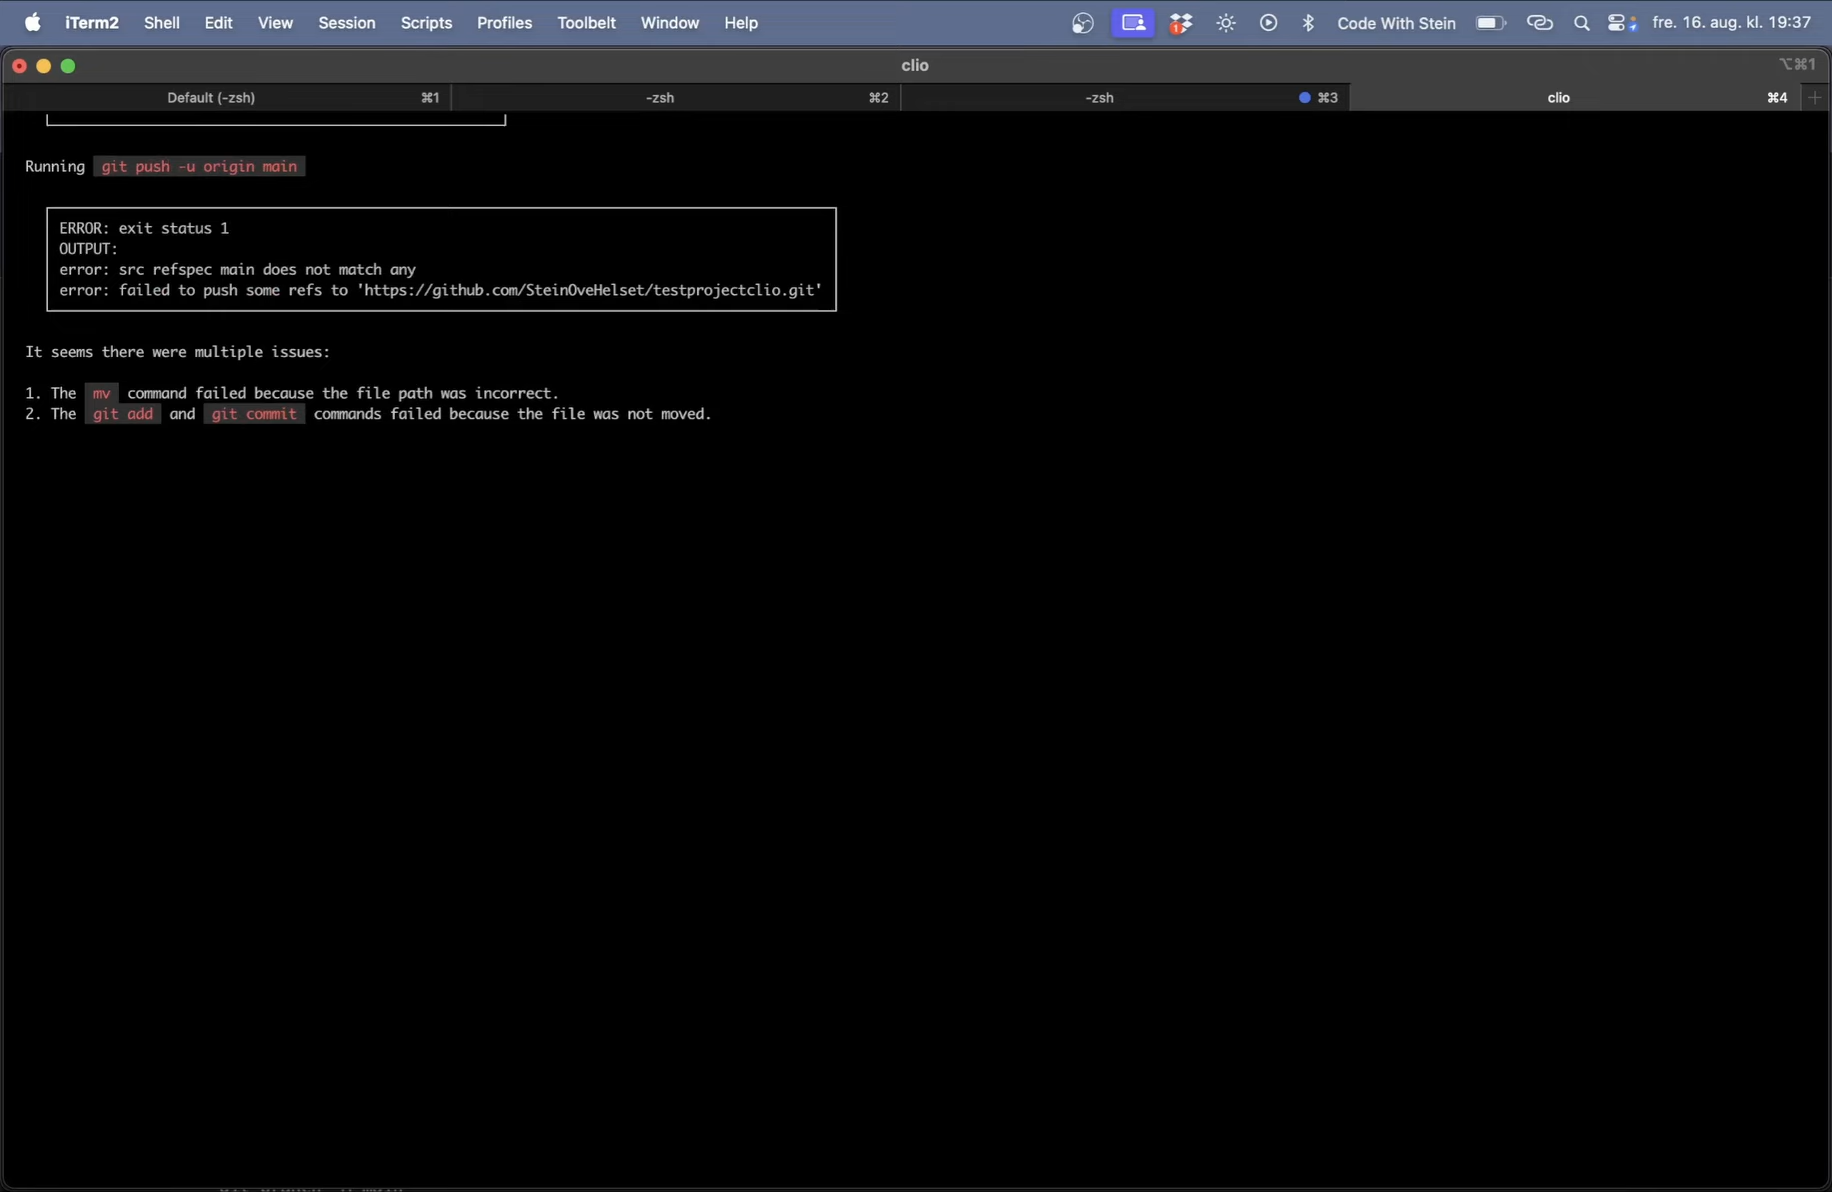 iTerm2 Shell Edit View Session Scripts Profiles Toolbelt Window Help 1 Code With Stein fre. 16. aug. kl. 19:37
clio ⌥⌘1
Default (-zsh) ⌘1 -zsh ⌘2 -zsh ⌘3 clio ⌘4 +
Running git push -u origin main
ERROR: exit status 1
OUTPUT:
error: src refspec main does not match any
error: failed to push some refs to 'https://github.com/SteinOveHelset/testprojectclio.git'
It seems there were multiple issues:
1. The mv command failed because the file path was incorrect.
2. The git add and git commit commands failed because the file was not moved.